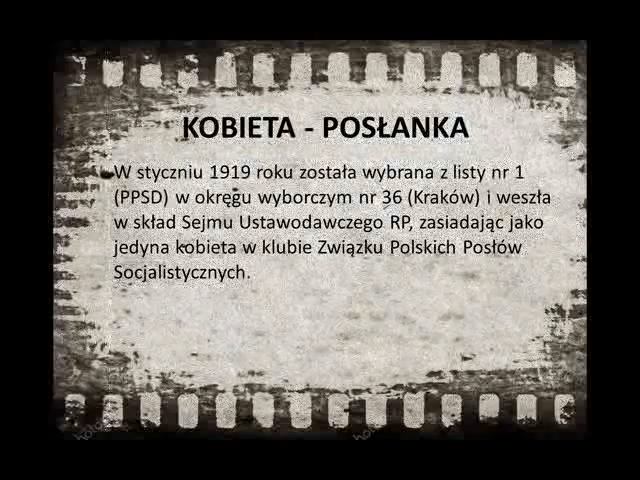 KOBIETA - POSŁANKA
W styczniu 1919 roku została wybrana z listy nr 1
(PPSD) w okręgu wyborczym nr 36 (Kraków) i weszła
w skład Sejmu Ustawodawczego RP, zasiadając jako
jedyna kobieta w klubie Związku Polskich Posłów
Socjalistycznych.